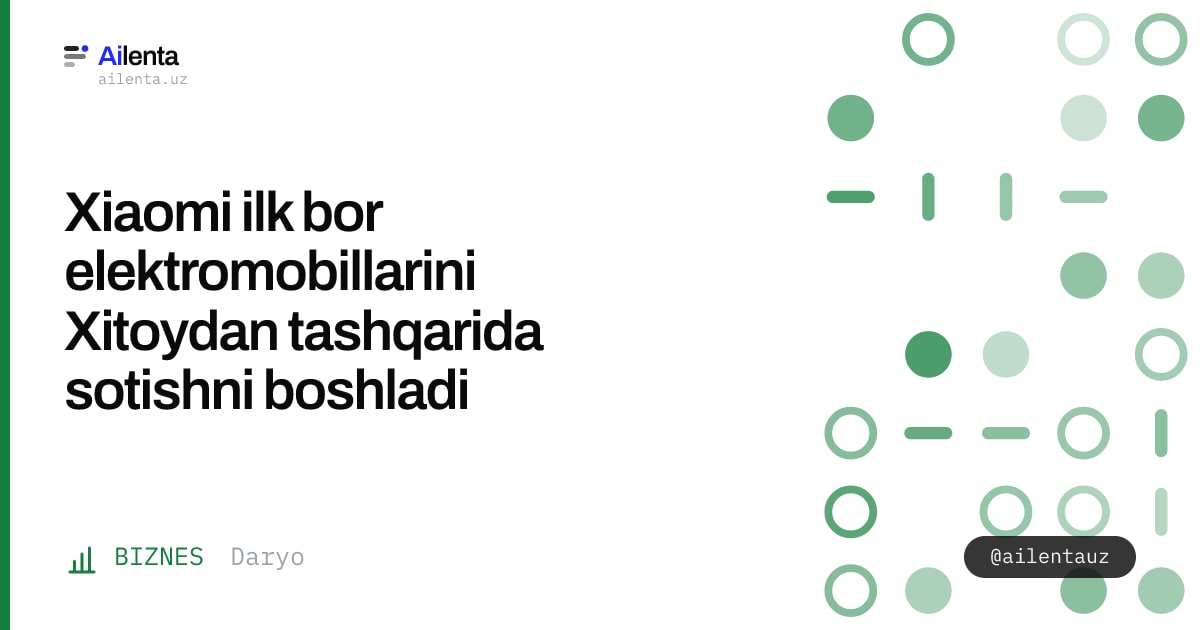 Ailenta
ailenta.uz
Xiaomi ilk bor
elektromobillarini
Xitoydan tashqarida
sotishni boshladi
BIZNES Daryo
@ailentauz